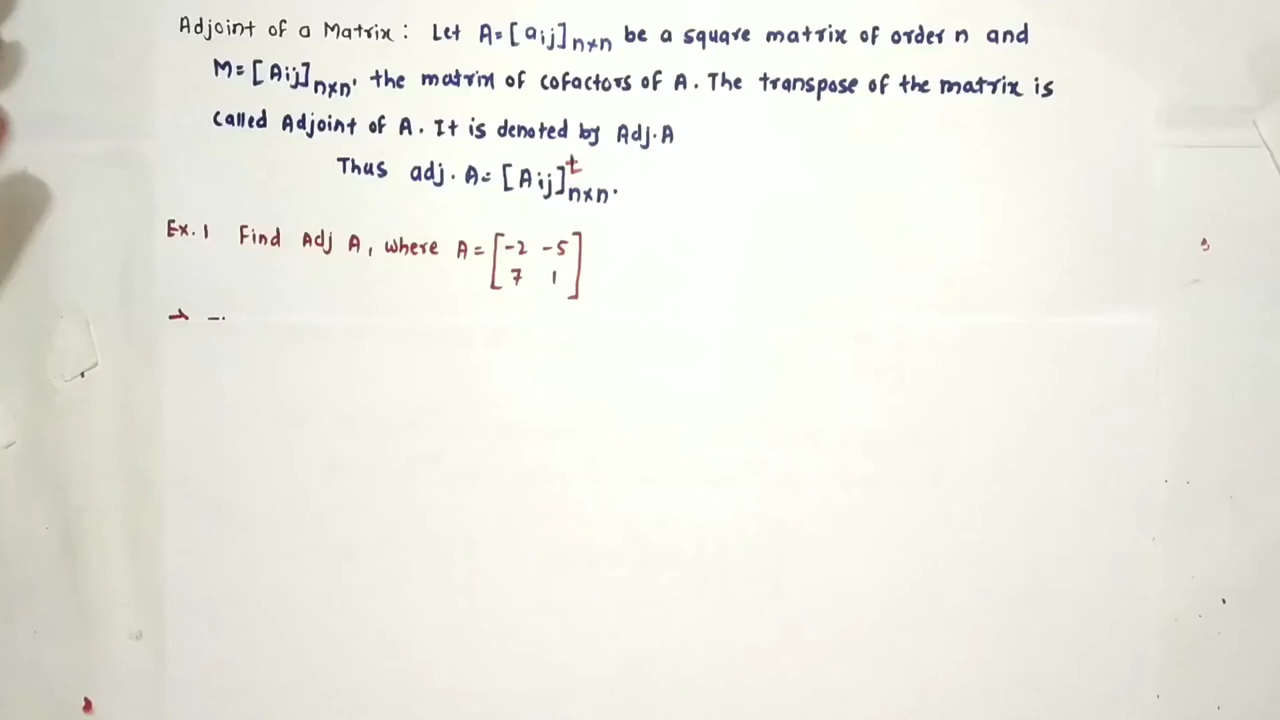 Adjoint of a Matrix : Let A = [aij]n×n be a square matrix of order n and
M = [Aij]n×n, the matrix of cofactors of A. The transpose of the matrix is
called Adjoint of A. It is denoted by Adj. A
Thus adj. A = [Aij]^t n×n.
Ex. 1 Find Adj A, where A = [-2 -5
7 1]
→ -.